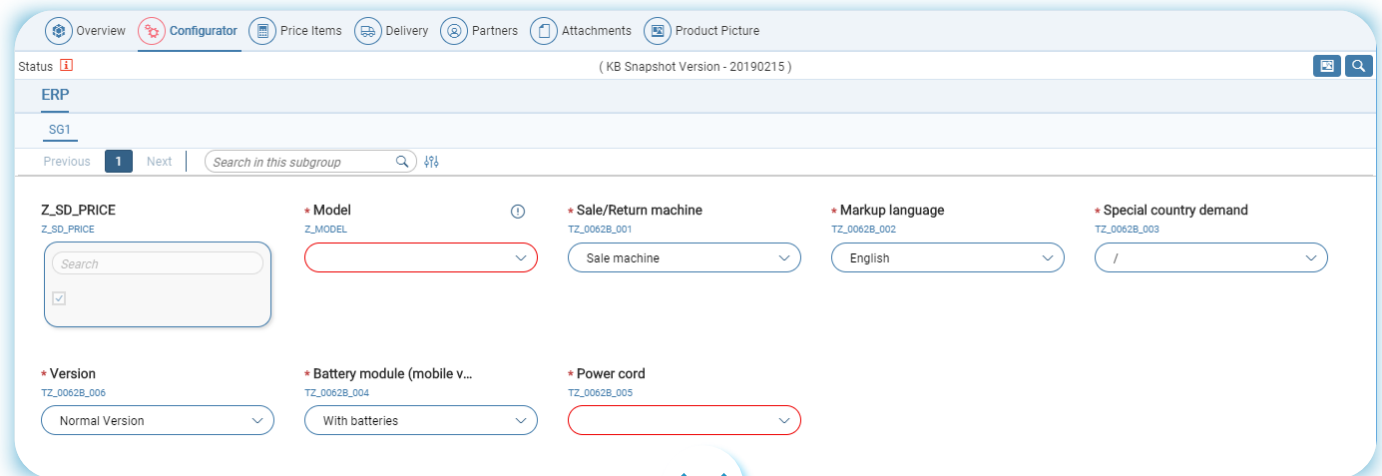 Overview Configurator Price Items Delivery Partners Attachments Product Picture
Status ( KB Snapshot Version - 20190215 )
ERP
SG1
Previous 1 Next Search in this subgroup
Z_SD_PRICE * Model * Sale/Return machine * Markup language * Special country demand
Z_SD_PRICE Z_MODEL TZ_0062B_001 TZ_0062B_002 TZ_0062B_003
Search Sale machine English /
* Version * Battery module (mobile v... * Power cord
TZ_0062B_006 TZ_0062B_004 TZ_0062B_005
Normal Version With batteries